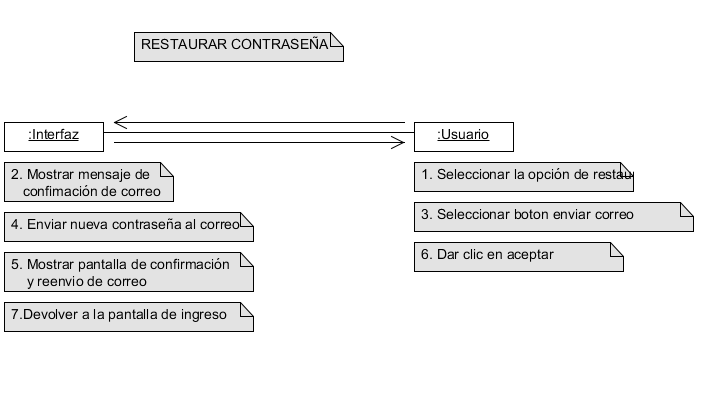 RESTAURAR CONTRASEÑA
:Interfaz
:Usuario
2. Mostrar mensaje de
confimación de correo
4. Enviar nueva contraseña al correo
5. Mostrar pantalla de confirmación
y reenvio de correo
7.Devolver a la pantalla de ingreso
1. Seleccionar la opción de restau
3. Seleccionar boton enviar correo
6. Dar clic en aceptar